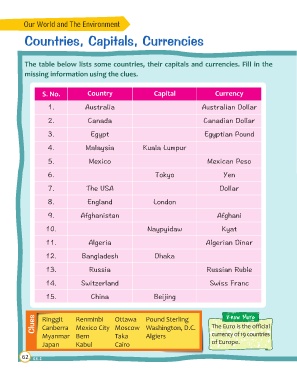 Our World and The Environment
Countries, Capitals, Currencies
The table below lists some countries, their capitals and currencies. Fill in the
missing information using the clues.
S. No. Country Capital Currency
1. Australia Australian Dollar
2. Canada Canadian Dollar
3. Egypt Egyptian Pound
4. Malaysia Kuala Lumpur
5. Mexico Mexican Peso
6. Tokyo Yen
7. The USA Dollar
8. England London
9. Afghanistan Afghani
10. Naypyidaw Kyat
11. Algeria Algerian Dinar
12. Bangladesh Dhaka
13. Russia Russian Ruble
14. Switzerland Swiss Franc
15. China Beijing
Clues
Ringgit Renminbi Ottawa Pound Sterling
Canberra Mexico City Moscow Washington, D.C.
Myanmar Bern Taka Algiers
Japan Kabul Cairo
Know More
The Euro is the official
currency of 19 countries
of Europe.
62